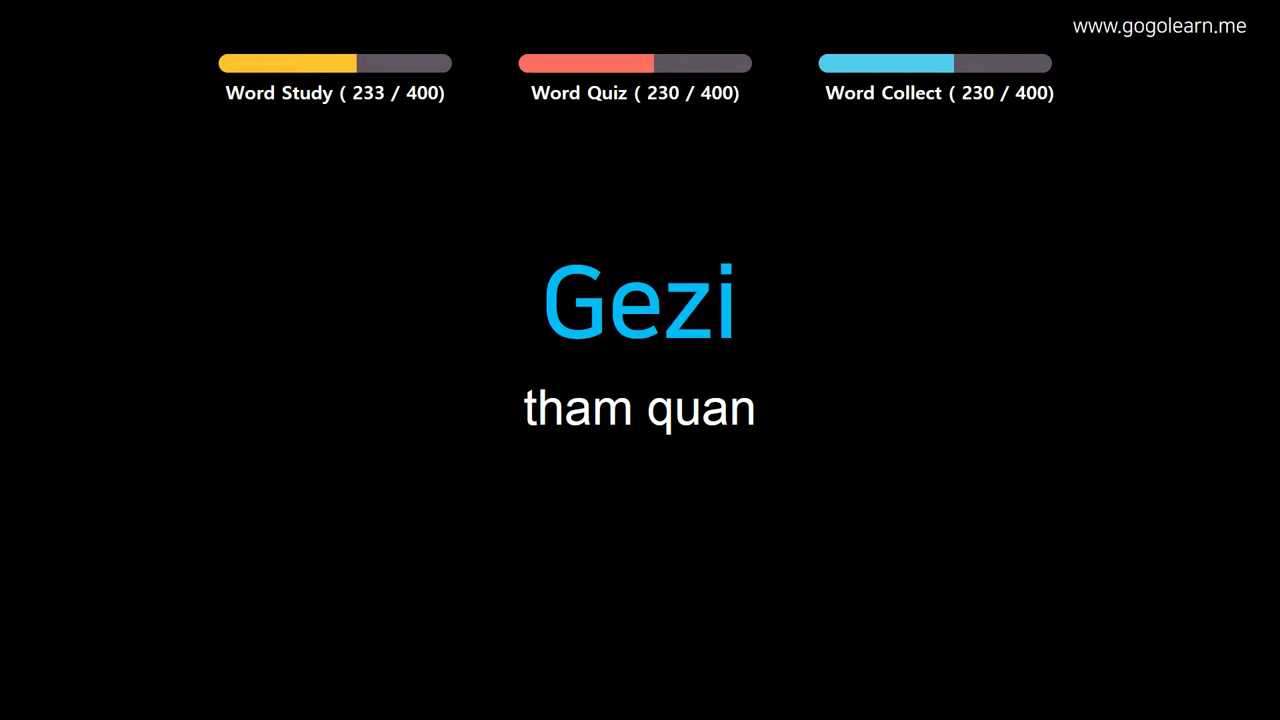 www.gogolearn.me
Word Study ( 233 / 400)
Word Quiz ( 230 / 400)
Word Collect ( 230 / 400)
Gezi
tham quan